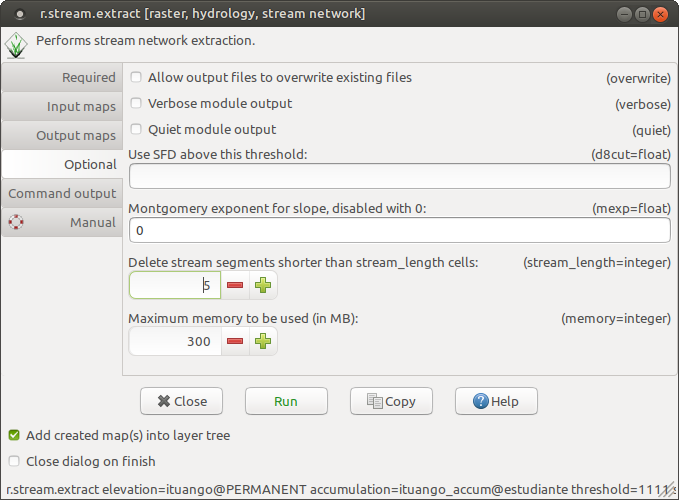 r.stream.extract [raster, hydrology, stream network]
Performs stream network extraction.
Required
Input maps
Output maps
Optional
Command output
Manual
Allow output files to overwrite existing files (overwrite)
Verbose module output (verbose)
Quiet module output (quiet)
Use SFD above this threshold: (d8cut=float)
Montgomery exponent for slope, disabled with 0: (mexp=float)
0
Delete stream segments shorter than stream_length cells: (stream_length=integer)
5
Maximum memory to be used (in MB): (memory=integer)
300
Close Run Copy Help
Add created map(s) into layer tree
Close dialog on finish
r.stream.extract elevation=ituango@PERMANENT accumulation=ituango_accum@estudiante threshold=1111